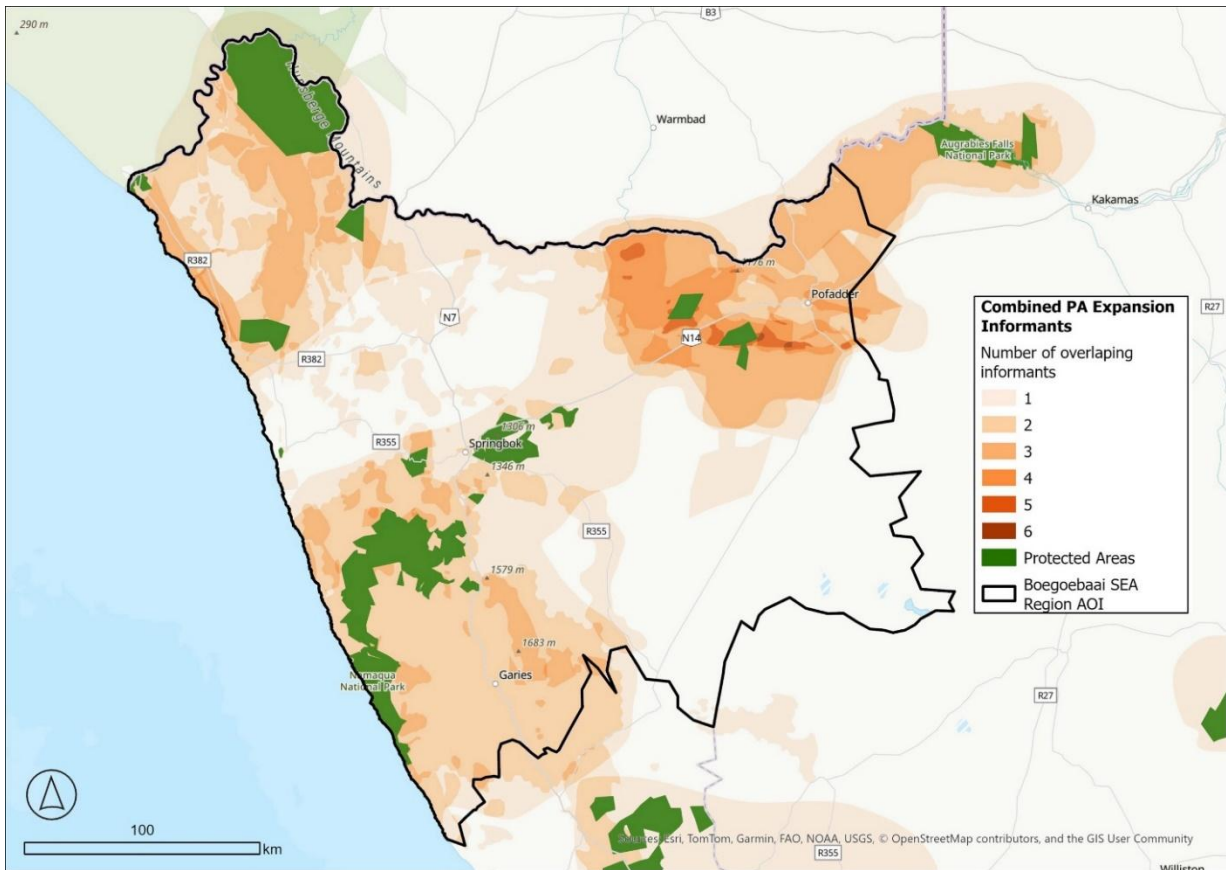 290 m
B3
Mountains
Warmbad
Augrabies Falls
National Park
Kakamas
R382
1176 m
Pofadder
R27
N7
N14
R382
Combined PA Expansion
Informants
Number of overlaping
informants
1
2
3
4
5
6
Protected Areas
Boegoebaai SEA
Region AOI
1306 m
R355
Springbok
1346 m
R355
1579 m
1683 m
Namaqua
National Park
Garies
R27
100
km
Sources: Esri, TomTom, Garmin, FAO, NOAA, USGS, © OpenStreetMap contributors, and the GIS User Community
R355
Williston